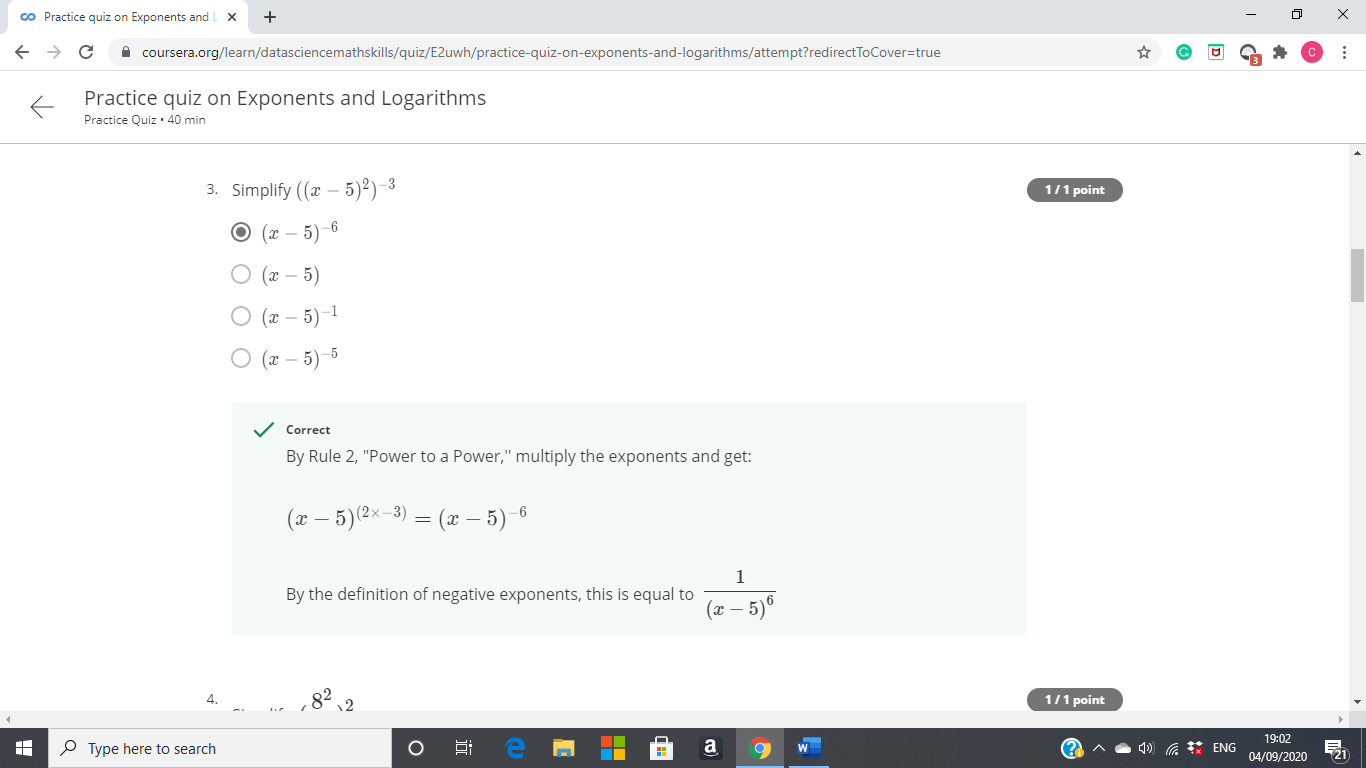 Practice quiz on Exponents and L
coursera.org/learn/datasciencemathskills/quiz/E2uwh/practice-quiz-on-exponents-and-logarithms/attempt?redirectToCover=true
3
C
Practice quiz on Exponents and Logarithms
Practice Quiz • 40 min
3. Simplify ((x − 5)²)⁻³
1 / 1 point
(x − 5)⁻⁶
(x − 5)
(x − 5)⁻¹
(x − 5)⁻⁵
Correct
By Rule 2, "Power to a Power,'' multiply the exponents and get:
(x − 5)⁽²ˣ⁻³⁾ = (x − 5)⁻⁶
By the definition of negative exponents, this is equal to 1/(x − 5)⁶
4. 8² )²
1 / 1 point
Type here to search
ENG
19:02
04/09/2020
21